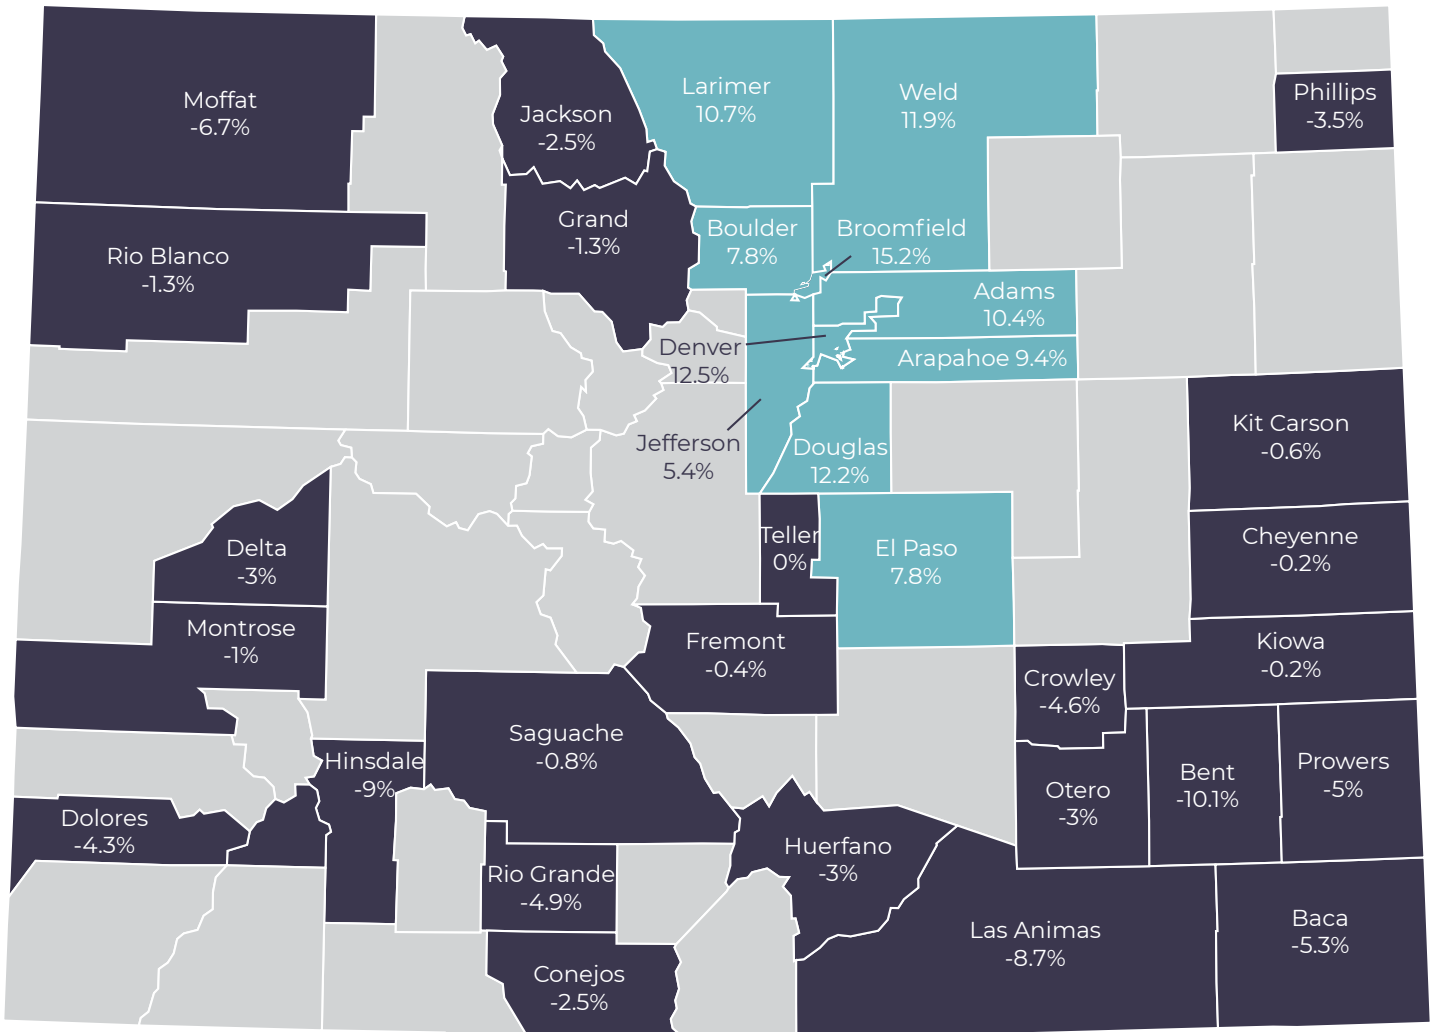 Moffat
-6.7%
Jackson
-2.5%
Larimer
10.7%
Weld
11.9%
Phillips
-3.5%
Rio Blanco
-1.3%
Grand
-1.3%
Boulder
7.8%
Broomfield
15.2%
Adams
10.4%
Denver
12.5%
Arapahoe 9.4%
Jefferson
5.4%
Douglas
12.2%
Kit Carson
-0.6%
Delta
-3%
Teller
0%
El Paso
7.8%
Cheyenne
-0.2%
Montrose
-1%
Fremont
-0.4%
Kiowa
-0.2%
Crowley
-4.6%
Saguache
-0.8%
Hinsdale
-9%
Otero
-3%
Bent
-10.1%
Prowers
-5%
Dolores
-4.3%
Huerfano
-3%
Rio Grande
-4.9%
Las Animas
-8.7%
Baca
-5.3%
Conejos
-2.5%